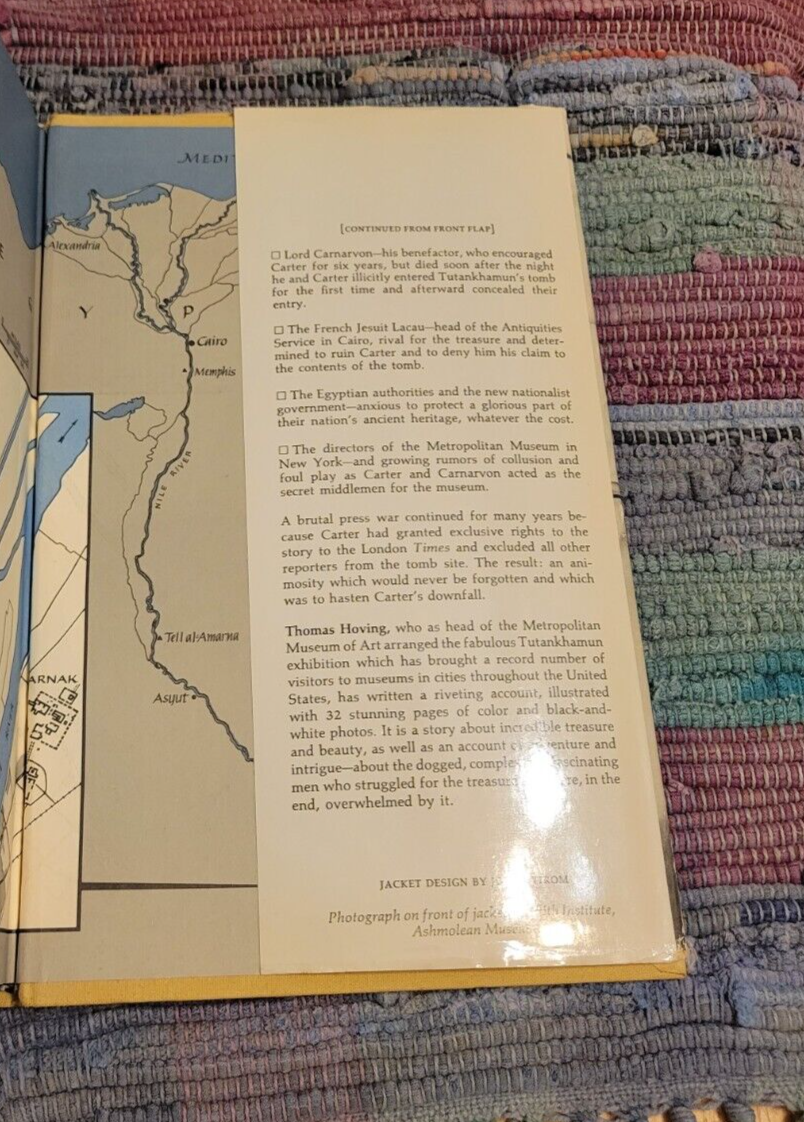 MEDI
Alexandria
Y P
Cairo
Memphis
NILE RIVER
Tell al-Amarna
Asyut
ARNAK
[CONTINUED FROM FRONT FLAP]
☐ Lord Carnarvon—his benefactor, who encouraged
Carter for six years, but died soon after the night
he and Carter illicitly entered Tutankhamun's tomb
for the first time and afterward concealed their
entry.
☐ The French Jesuit Lacau—head of the Antiquities
Service in Cairo, rival for the treasure and deter-
mined to ruin Carter and to deny him his claim to
the contents of the tomb.
☐ The Egyptian authorities and the new nationalist
government—anxious to protect a glorious part of
their nation's ancient heritage, whatever the cost.
☐ The directors of the Metropolitan Museum in
New York—and growing rumors of collusion and
foul play as Carter and Carnarvon acted as the
secret middlemen for the museum.
A brutal press war continued for many years be-
cause Carter had granted exclusive rights to the
story to the London Times and excluded all other
reporters from the tomb site. The result: an ani-
mosity which would never be forgotten and which
was to hasten Carter's downfall.
Thomas Hoving, who as head of the Metropolitan
Museum of Art arranged the fabulous Tutankhamun
exhibition which has brought a record number of
visitors to museums in cities throughout the United
States, has written a riveting account, illustrated
with 32 stunning pages of color and black-and-
white photos. It is a story about incredible treasure
and beauty, as well as an account and
intrigue—about the dogged,
men who struggled for the in the
end, overwhelmed by it.
JACKET DESIGN BY
Photograph on front of Institute,
Ashmolean